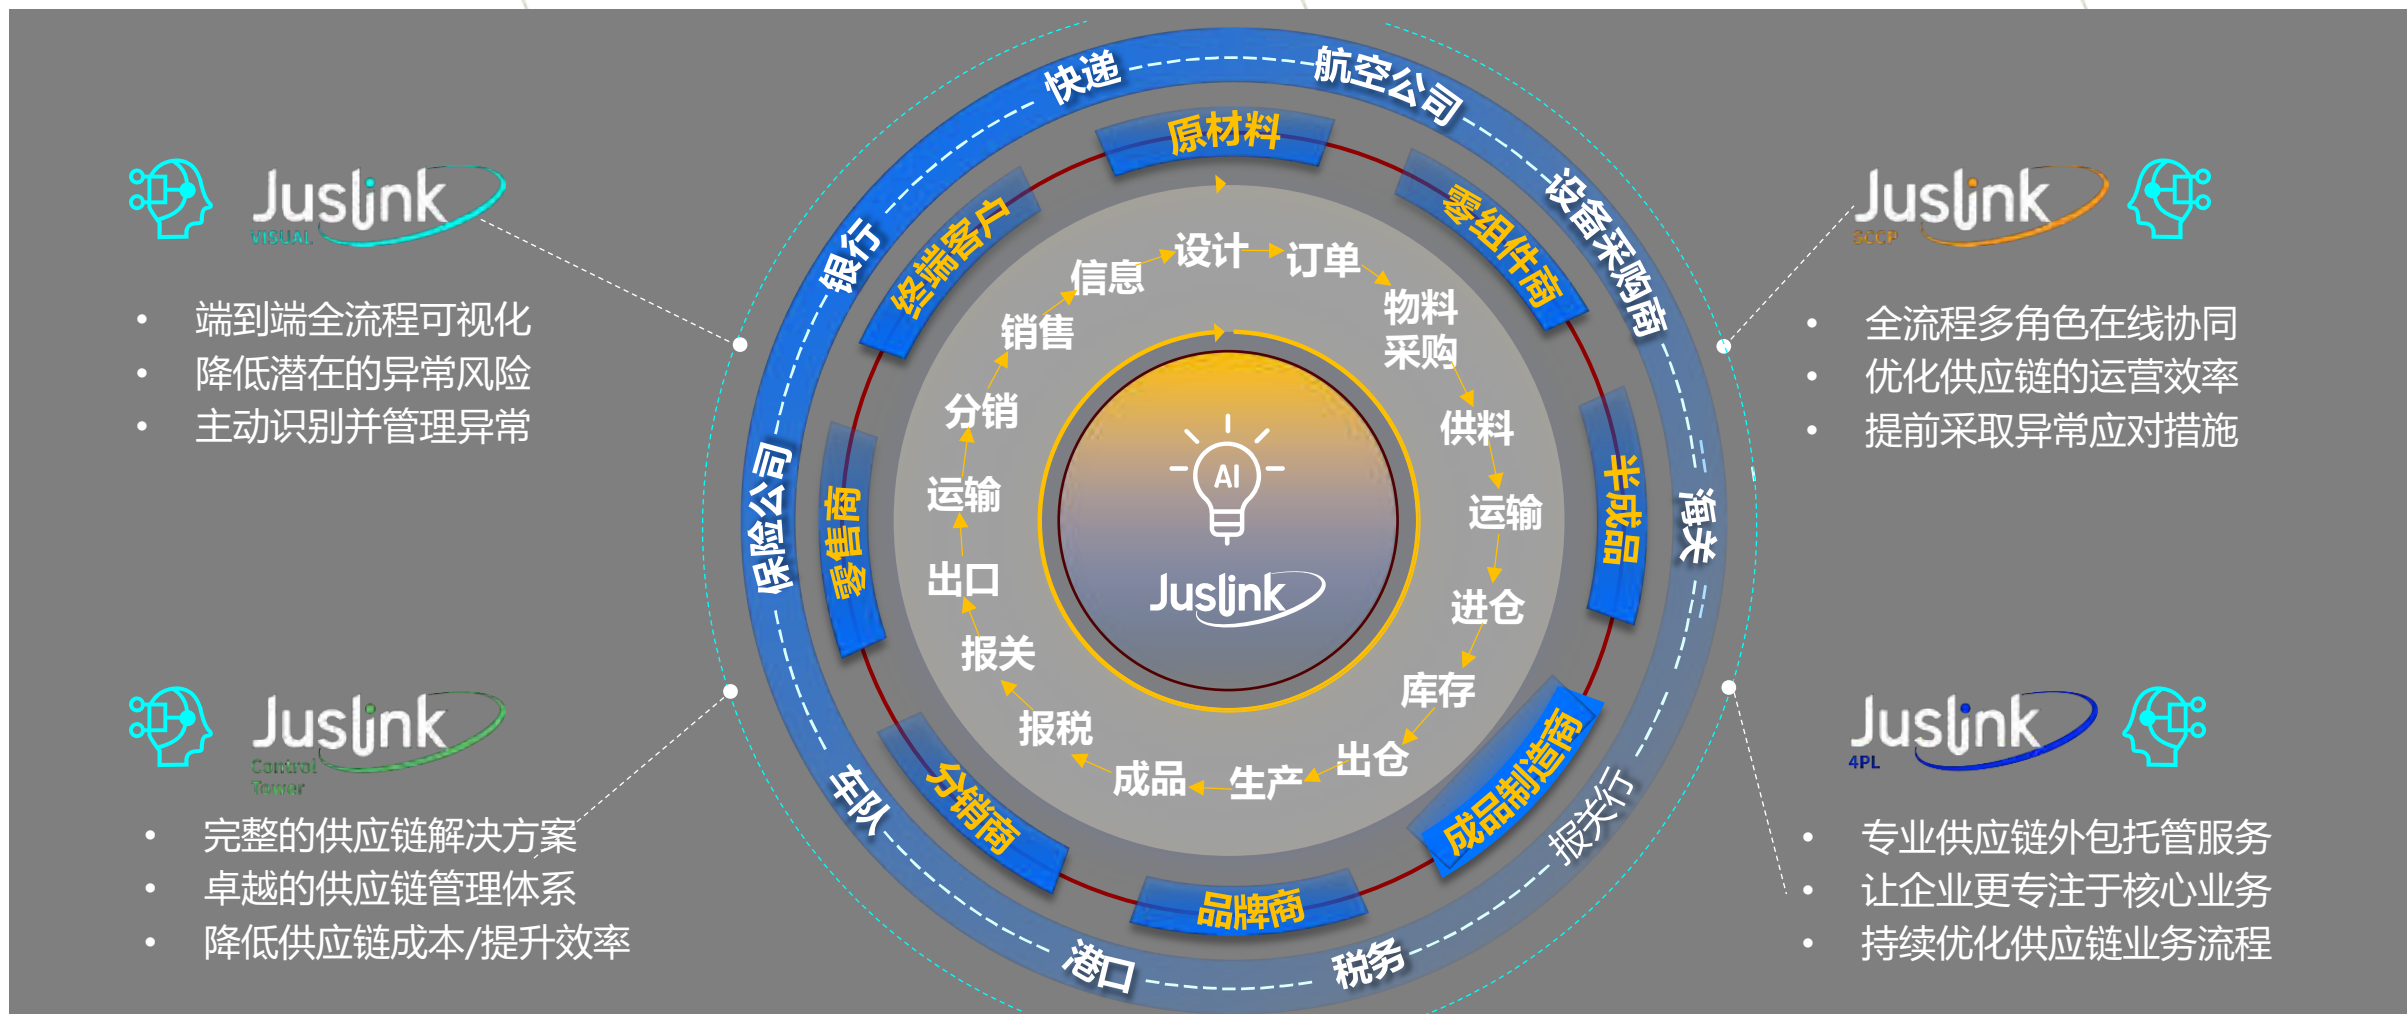 Juslink
VISUAL
• 端到端全流程可视化
• 降低潜在的异常风险
• 主动识别并管理异常
Juslink
Control
Tower
• 完整的供应链解决方案
• 卓越的供应链管理体系
• 降低供应链成本/提升效率
快递
航空公司
设备采购商
海关
报关行
税务
港口
车队
保险公司
银行
原材料
零组件商
半成品
成品制造商
品牌商
分销商
零售商
终端客户
设计
订单
物料
采购
供料
运输
进仓
库存
出仓
生产
成品
报税
报关
出口
运输
分销
销售
信息
AI
Juslink
Juslink
SCCP
• 全流程多角色在线协同
• 优化供应链的运营效率
• 提前采取异常应对措施
Juslink
4PL
• 专业供应链外包托管服务
• 让企业更专注于核心业务
• 持续优化供应链业务流程